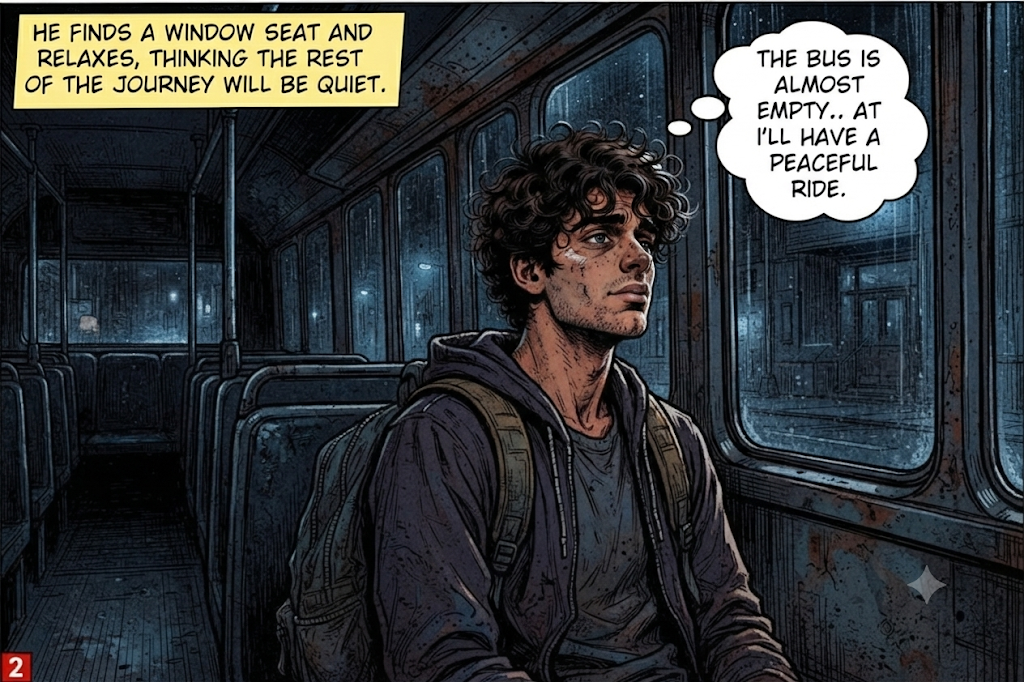 HE FINDS A WINDOW SEAT AND
RELAXES, THINKING THE REST
OF THE JOURNEY WILL BE QUIET.
THE BUS IS
ALMOST
EMPTY.. AT
I'LL HAVE A
PEACEFUL
RIDE.
2